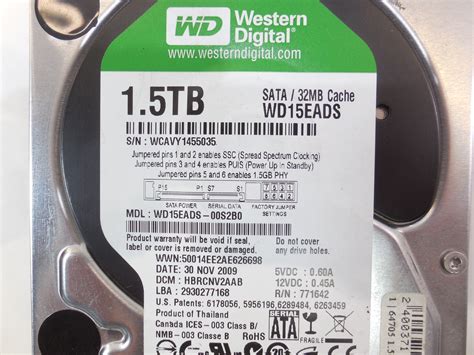 WD Western
Digital®
www.westerndigital.com
1.5TB
SATA / 32MB Cache
WD15EADS
S/N : WCAVY1455035
Jumpered pins 1 and 2 enables SSC (Spread Spectrum Clocking)
Jumpered pins 3 and 4 enables PUIS (Power Up In Standby)
Jumpered pins 5 and 6 enables 1.5GB PHY
P15 P1 S7 S1
SATA POWER SERIAL DATA FACTORY JUMPER SETTINGS
MDL : WD15EADS-00S2B0
Product warranty will be void if seal,
label or cover is removed or damaged.
Do not cover
any drive holes.
WWN:50014EE2AE626698
DATE : 30 NOV 2009
DCM : HBRCNV2AAB
LBA : 2930277168
5VDC : 0.60A
12VDC : 0.45A
R/N : 771642
U.S. Patents: 6178056, 5956196, 6289484, 6263459
Product of Thailand
Canada ICES - 003 Class B/
NMB - 003 Classe B
SERIAL
ATA